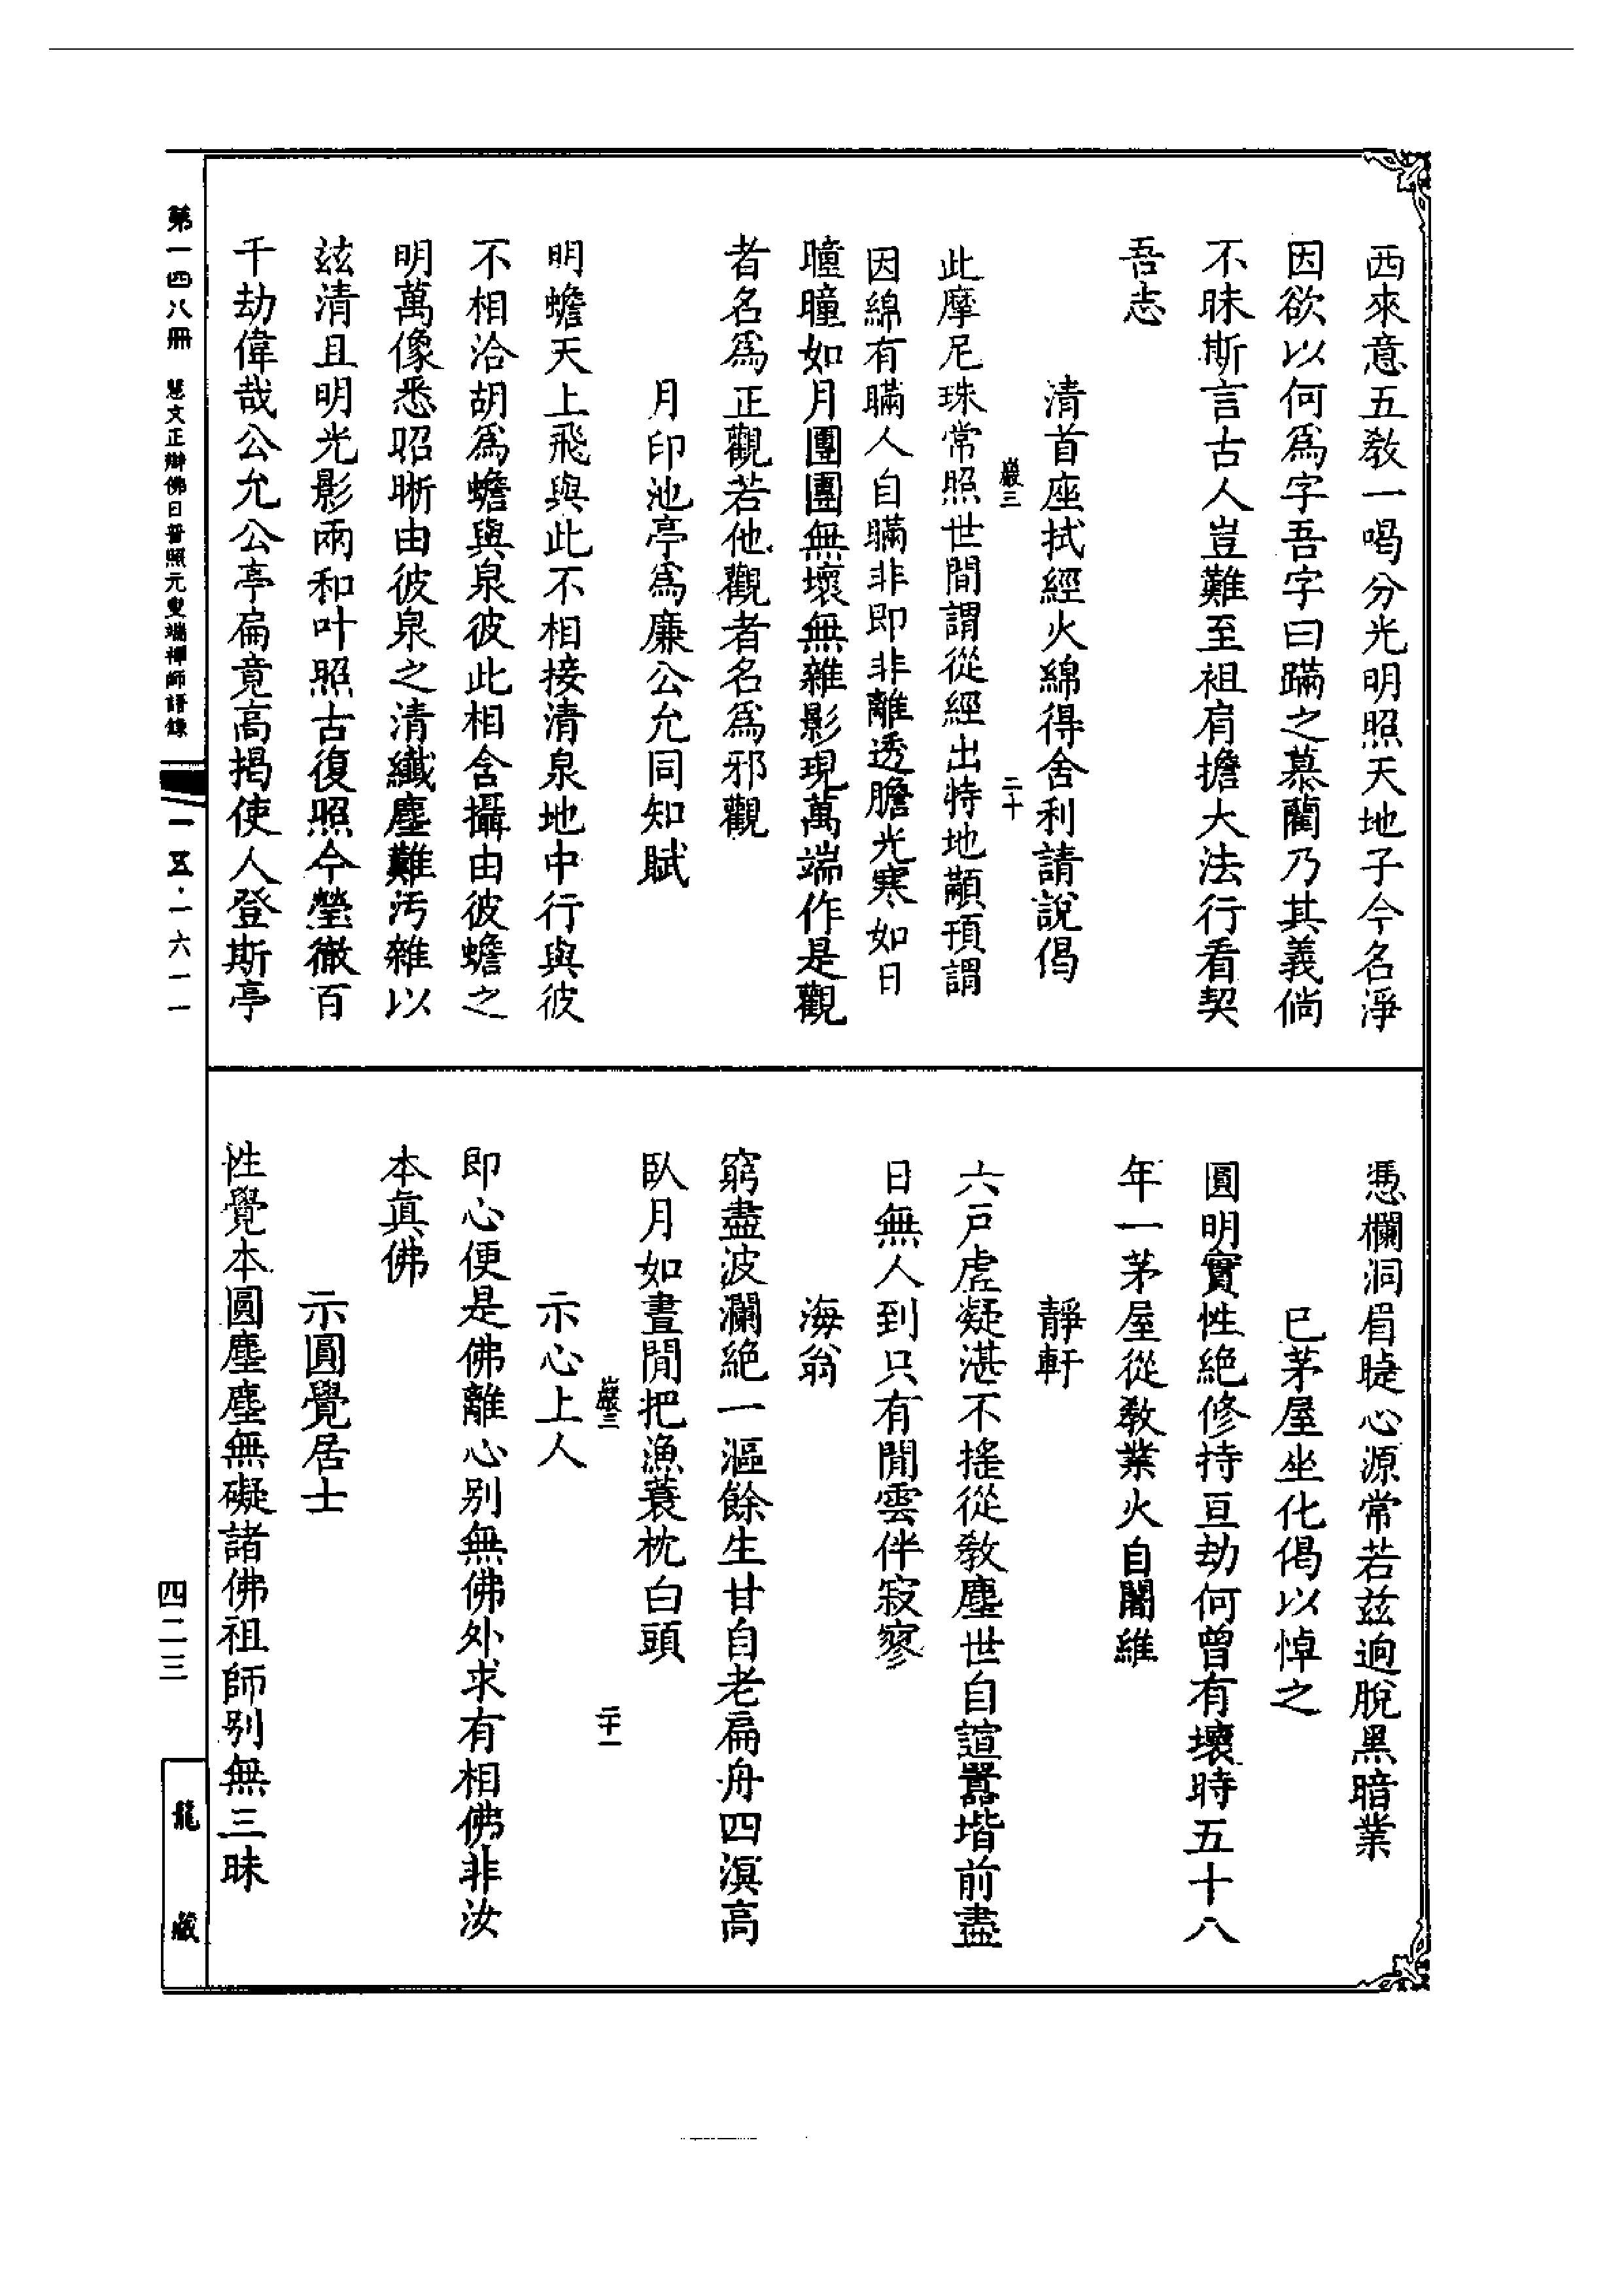 西來意五教一喝分光明照天地子今名淨
因欲以何為字吾字曰蹣之慕藺乃其義倘
不昧斯言古人豈難至袒肩擔大法行看契
吾志
清首座拭經火綿得舍利請說偈
巖三
二十
此摩尼珠常照世間謂從經出特地顢頇謂
因綿有瞞人自瞞非即非離透膽光寒如日
曈曈如月團團無壞無雜影現萬端作是觀
者名為正觀若他觀者名為邪觀
月印池亭為廉公允同知賦
明蟾天上飛與此不相接清泉地中行與彼
不相洽胡為蟾與泉彼此相含攝由彼蟾之
明萬像悉昭晰由彼泉之清纖塵難污雜以
茲清且明光影兩和叶照古復照今瑩徹百
千劫偉哉公允公亭扁竟高揭使人登斯亭
憑欄洞眉睫心源常若茲逈脫黑暗業
巳茅屋坐化偈以悼之
圓明實性絕修持亘劫何曾有壞時五十八
年一茅屋從教業火自闍維
靜軒
六戸虛凝湛不搖從教塵世自諠囂堦前盡
日無人到只有閒雲伴寂寥
海翁
窮盡波瀾絕一漚餘生甘自老扁舟四溟高
臥月如晝閒把漁蓑枕白頭
巖三
二十一
示心上人
即心便是佛離心別無佛外求有相佛非汝
本真佛
示圓覺居士
性覺本圓塵塵無礙諸佛祖師別無三昧
第一四八冊
慧文正辯佛日普照元叟端禪師語錄
一五·一六一一
四二三
龍藏